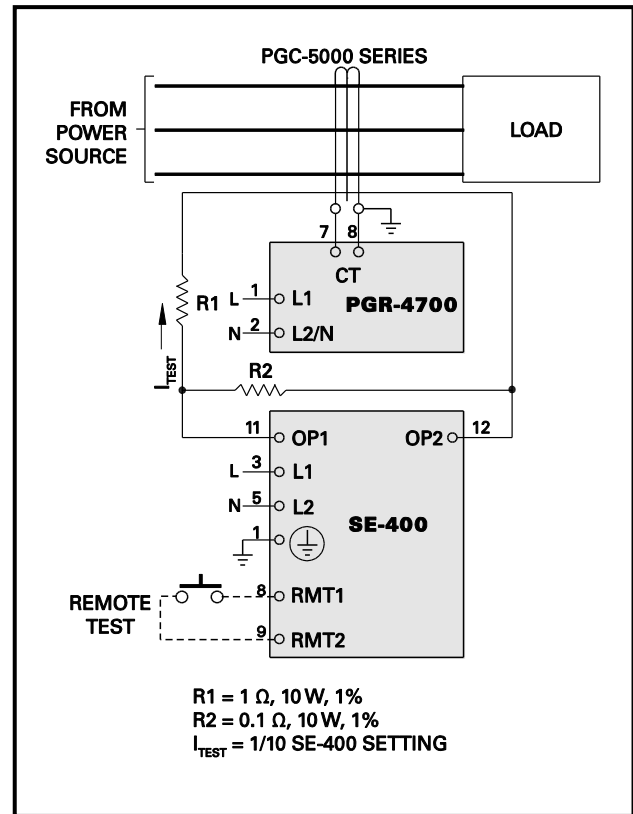 PGC-5000 SERIES
FROM
POWER
SOURCE
LOAD
7 8
CT
PGR-4700
R1
L 1 L1
N 2 L2/N
I_TEST
R2
11 OP1
OP2 12
L 3 L1
N 5 L2
SE-400
1
REMOTE
TEST
8 RMT1
9 RMT2
R1 = 1 Ω, 10 W, 1%
R2 = 0.1 Ω, 10 W, 1%
I_TEST = 1/10 SE-400 SETTING